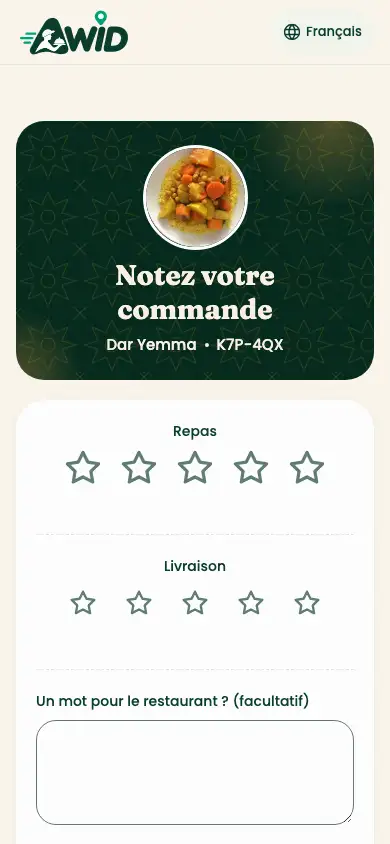 Awid
Français
Notez votre
commande
Dar Yemma • K7P-4QX
Repas
Livraison
Un mot pour le restaurant ? (facultatif)